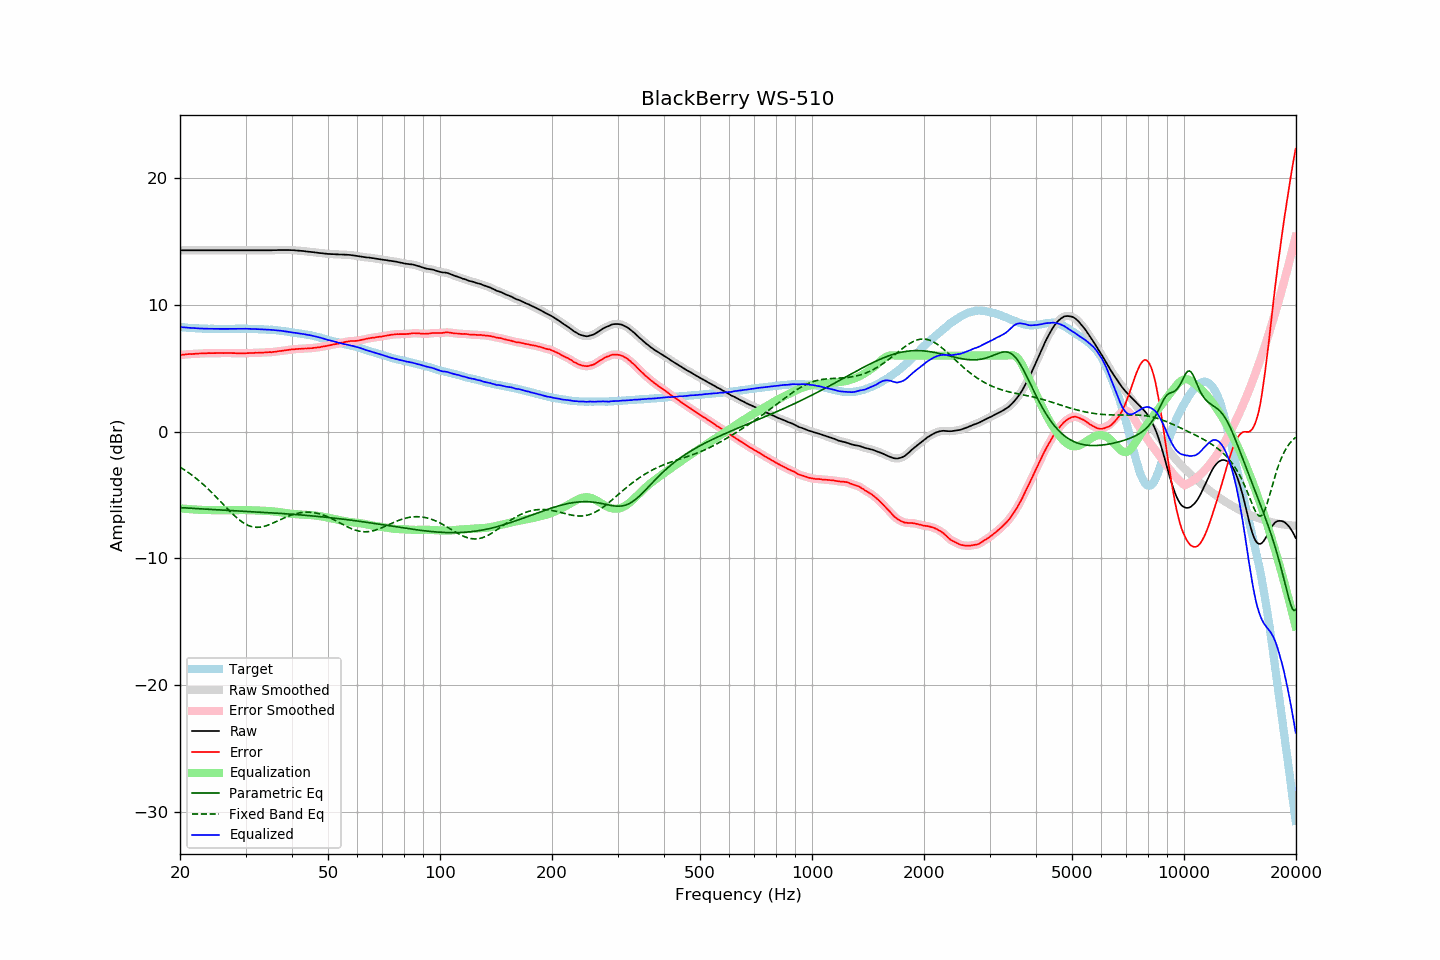 BlackBerry WS-510
Amplitude (dBr)
20
10
0
−10
−20
−30
Target
Raw Smoothed
Error Smoothed
Raw
Error
Equalization
Parametric Eq
Fixed Band Eq
Equalized
20 50 100 200 500 1000 2000 5000 10000 20000
Frequency (Hz)